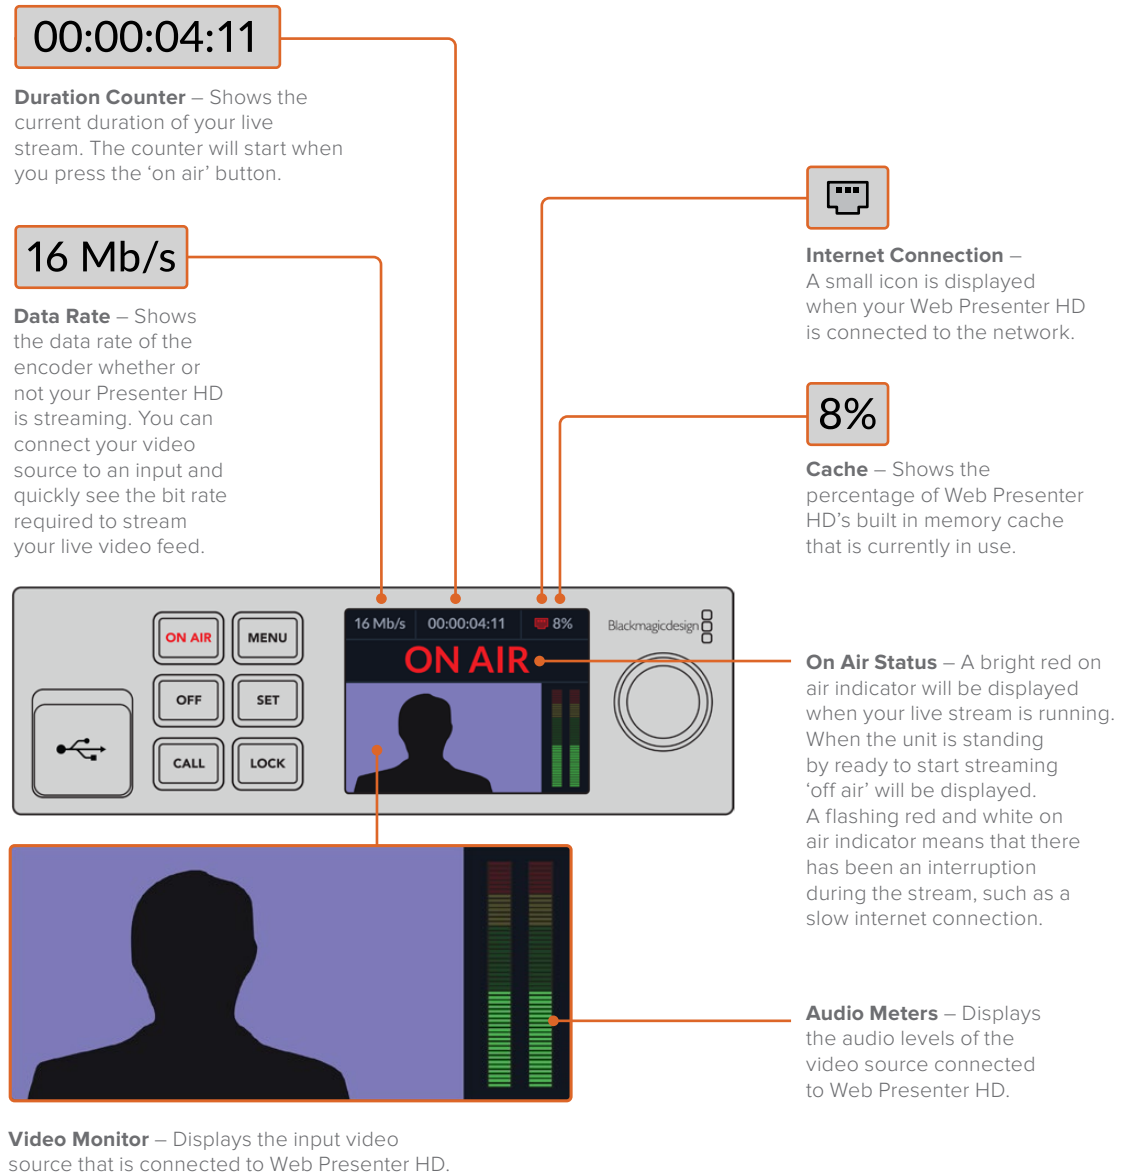 00:00:04:11
Duration Counter – Shows the
current duration of your live
stream. The counter will start when
you press the ‘on air’ button.
16 Mb/s
Data Rate – Shows
the data rate of the
encoder whether or
not your Presenter HD
is streaming. You can
connect your video
source to an input and
quickly see the bit rate
required to stream
your live video feed.
Internet Connection –
A small icon is displayed
when your Web Presenter HD
is connected to the network.
8%
Cache – Shows the
percentage of Web Presenter
HD’s built in memory cache
that is currently in use.
ON AIR
MENU
OFF
SET
CALL
LOCK
16 Mb/s
00:00:04:11
8%
ON AIR
Blackmagicdesign
On Air Status – A bright red on
air indicator will be displayed
when your live stream is running.
When the unit is standing
by ready to start streaming
‘off air’ will be displayed.
A flashing red and white on
air indicator means that there
has been an interruption
during the stream, such as a
slow internet connection.
Audio Meters – Displays
the audio levels of the
video source connected
to Web Presenter HD.
Video Monitor – Displays the input video
source that is connected to Web Presenter HD.